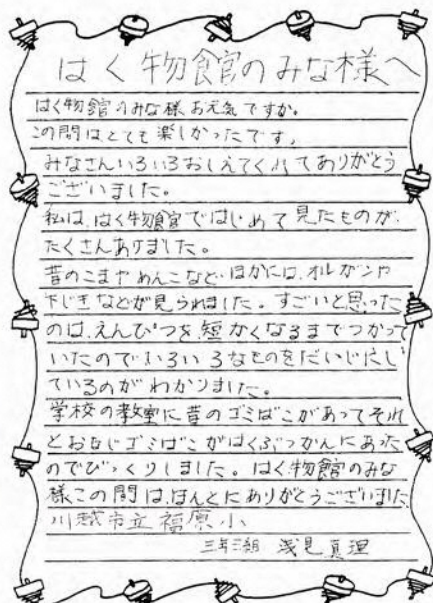 はく物館のみな様へ
はく物館のみな様お元気ですか。
この間はとても楽しかったです。
みなさんいろいろおしえてくれてありがとう
ございました。
私は、はく物館ではじめて見たものが、
たくさんありました。
昔のこまやめんこなど、ほかには、オルガンや
下じきなどが見られました。すごいと思った
のは、えんぴつを短かくなるまでつかって
いたのでいろいろなものをだいじにし
ているのがわかりました。
学校の教室に昔のゴミばこがあってそれ
とおなじゴミばこがはくぶつかんにあった
のでびっくりしました。はく物館のみな
様この間は、ほんとにありがとうございました
川越市立福原小
三年三組 浅見真理